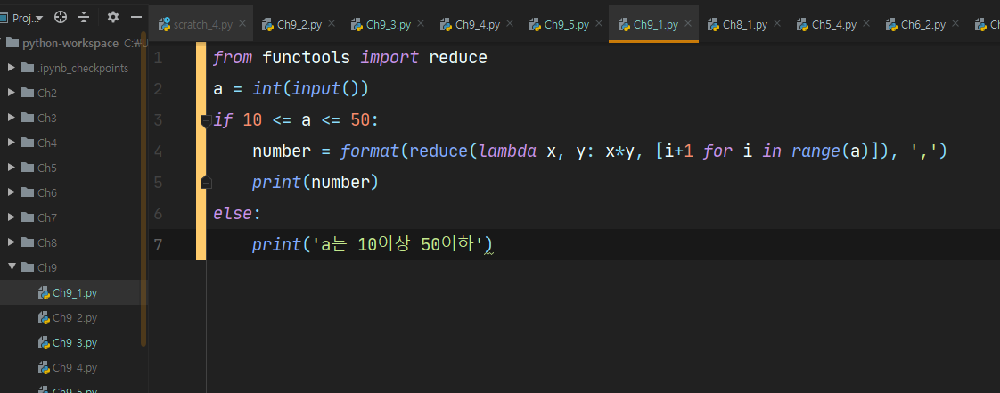 Proj...
scratch_4.py Ch9_2.py Ch9_3.py Ch9_4.py Ch9_5.py Ch9_1.py Ch8_1.py Ch5_4.py Ch6_2.py
python-workspace C:₩U
.ipynb_checkpoints
Ch2
Ch3
Ch4
Ch5
Ch6
Ch7
Ch8
Ch9
Ch9_1.py
Ch9_2.py
Ch9_3.py
Ch9_4.py
Ch9_5.py
1 from functools import reduce
2 a = int(input())
3 if 10 <= a <= 50:
4 number = format(reduce(lambda x, y: x*y, [i+1 for i in range(a)]), ',')
5 print(number)
6 else:
7 print('a는 10이상 50이하')